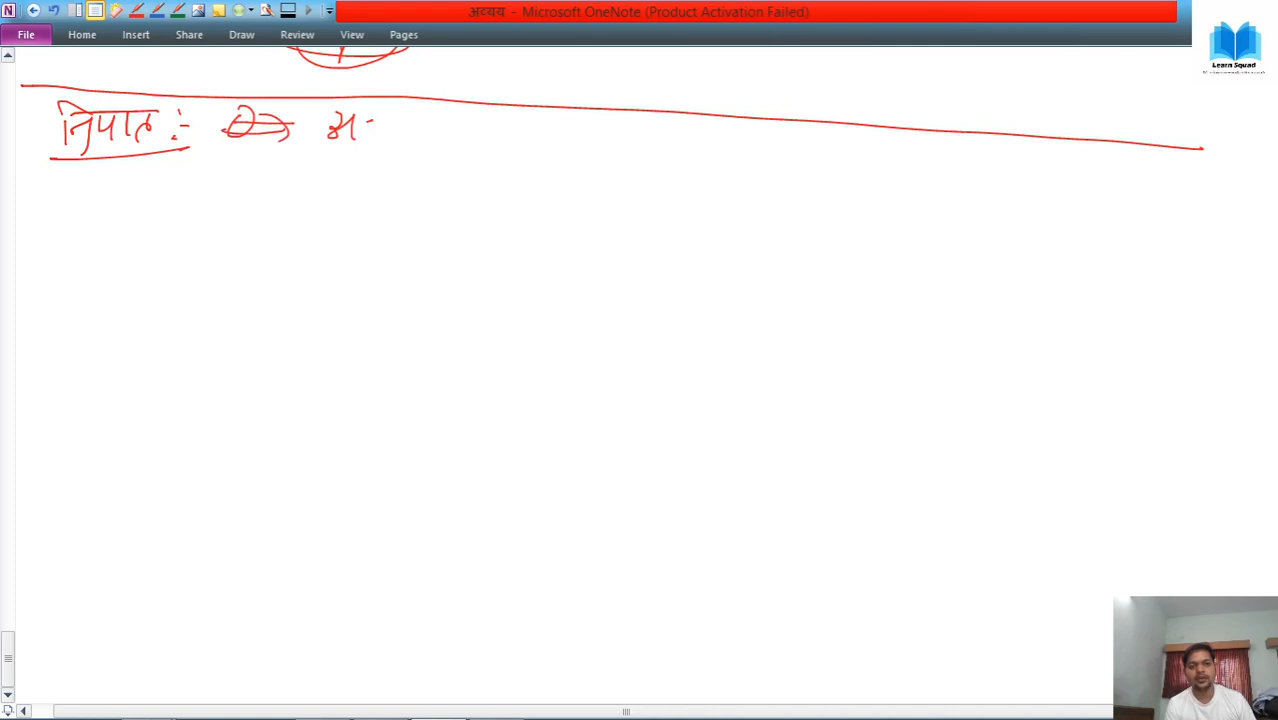 अव्यय - Microsoft OneNote (Product Activation Failed)
File Home Insert Share Draw Review View Pages
Learn Squad
निपात :-